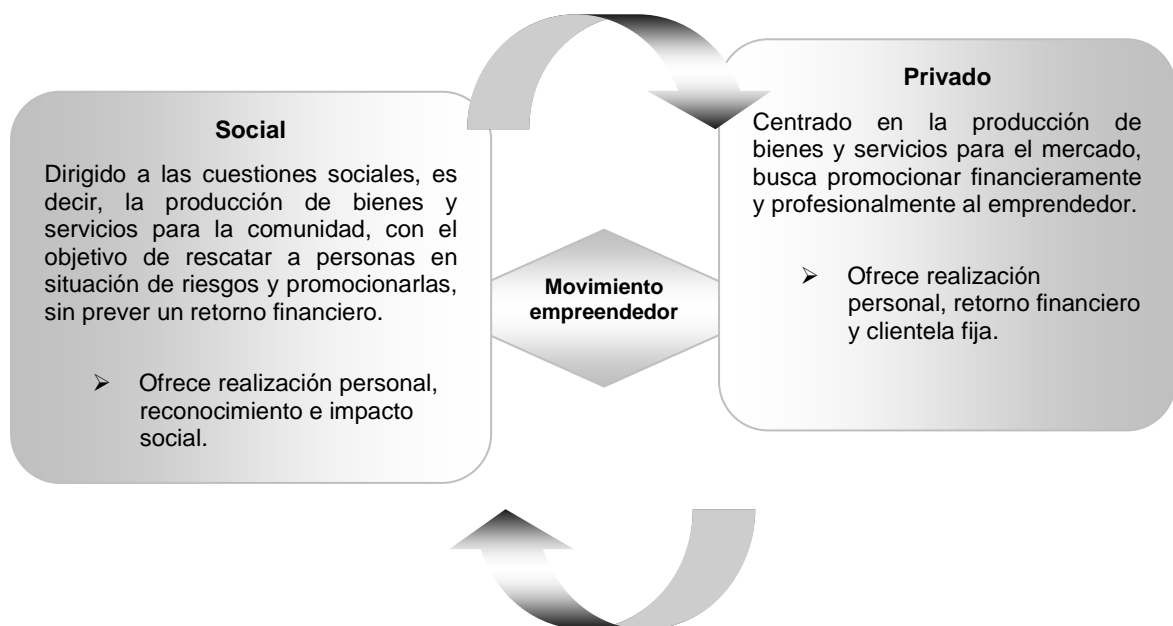 Social
Dirigido a las cuestiones sociales, es
decir, la producción de bienes y
servicios para la comunidad, con el
objetivo de rescatar a personas en
situación de riesgos y promocionarlas,
sin prever un retorno financiero.
➢ Ofrece realización personal,
reconocimiento e impacto
social.
Movimiento
empreendedor
Privado
Centrado en la producción de
bienes y servicios para el mercado,
busca promocionar financieramente
y profesionalmente al emprendedor.
➢ Ofrece realización
personal, retorno financiero
y clientela fija.